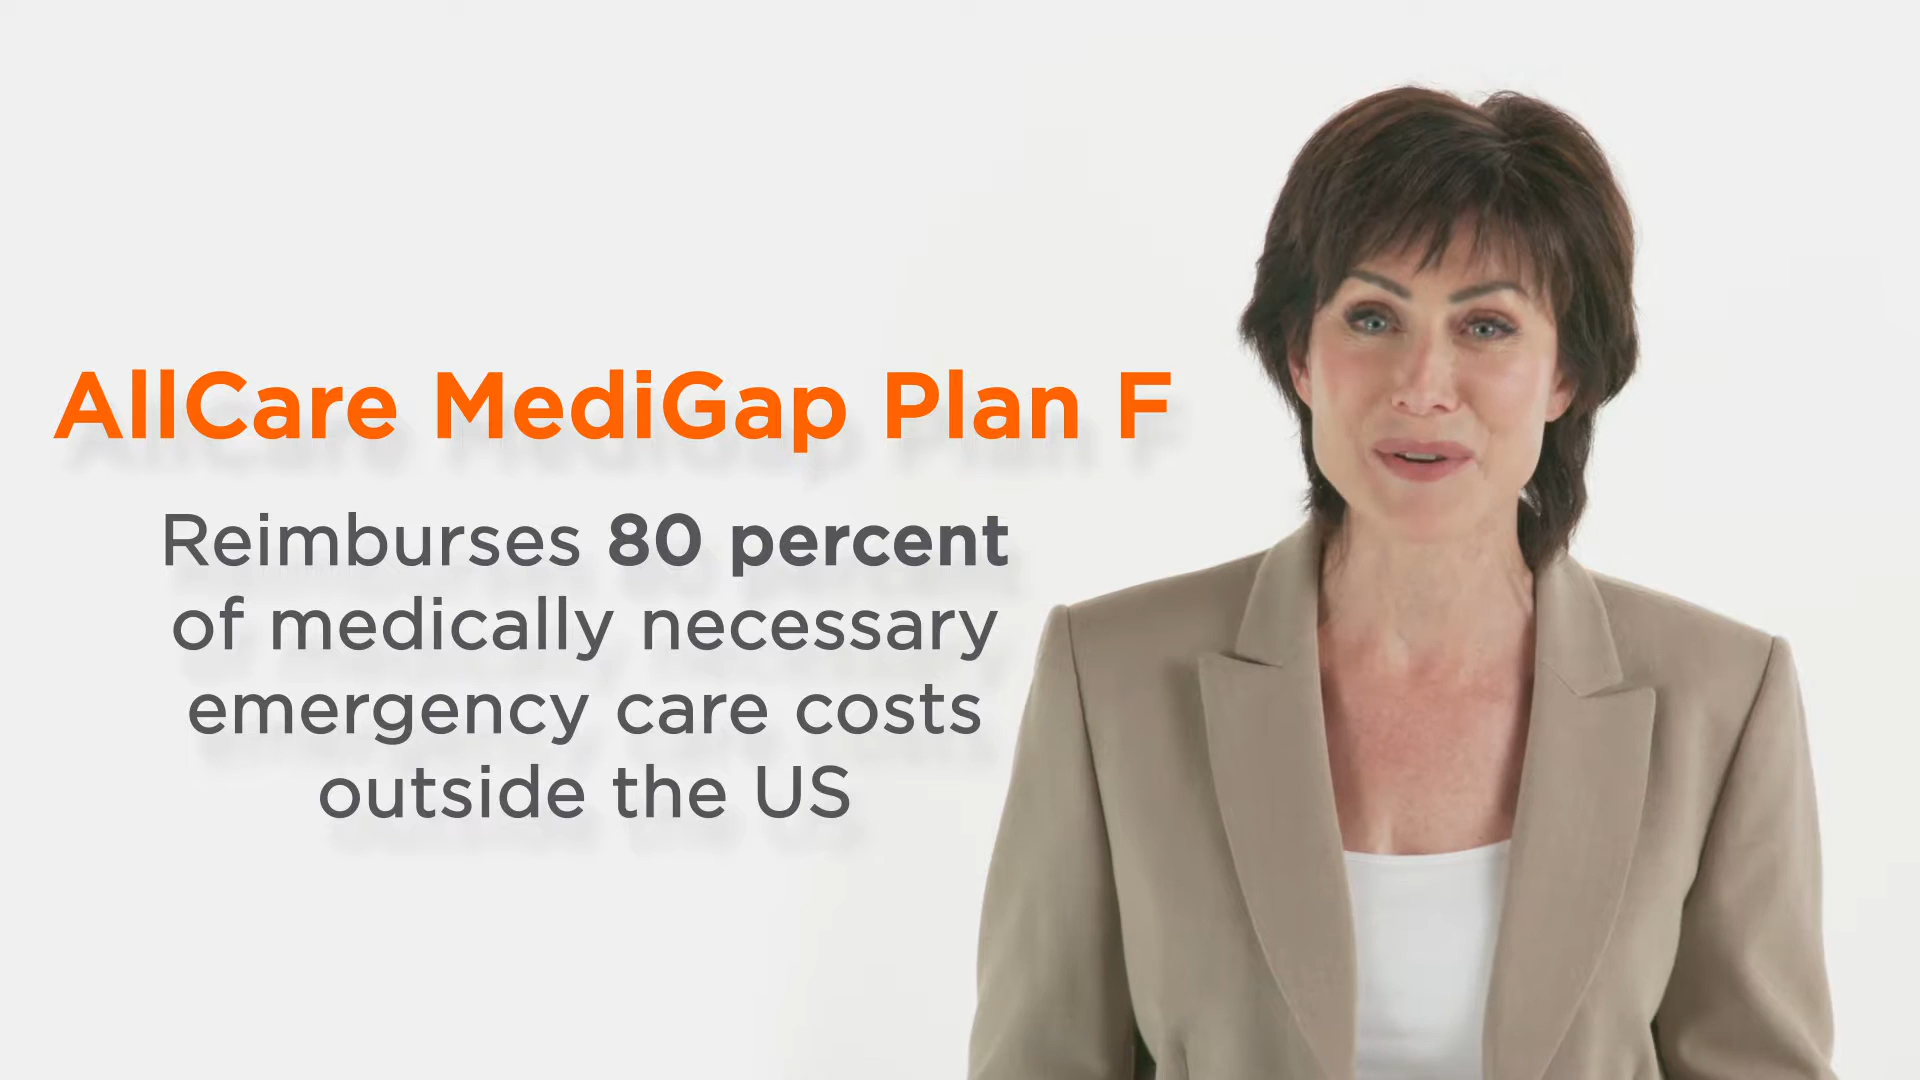 AllCare MediGap Plan F
Reimburses 80 percent
of medically necessary
emergency care costs
outside the US